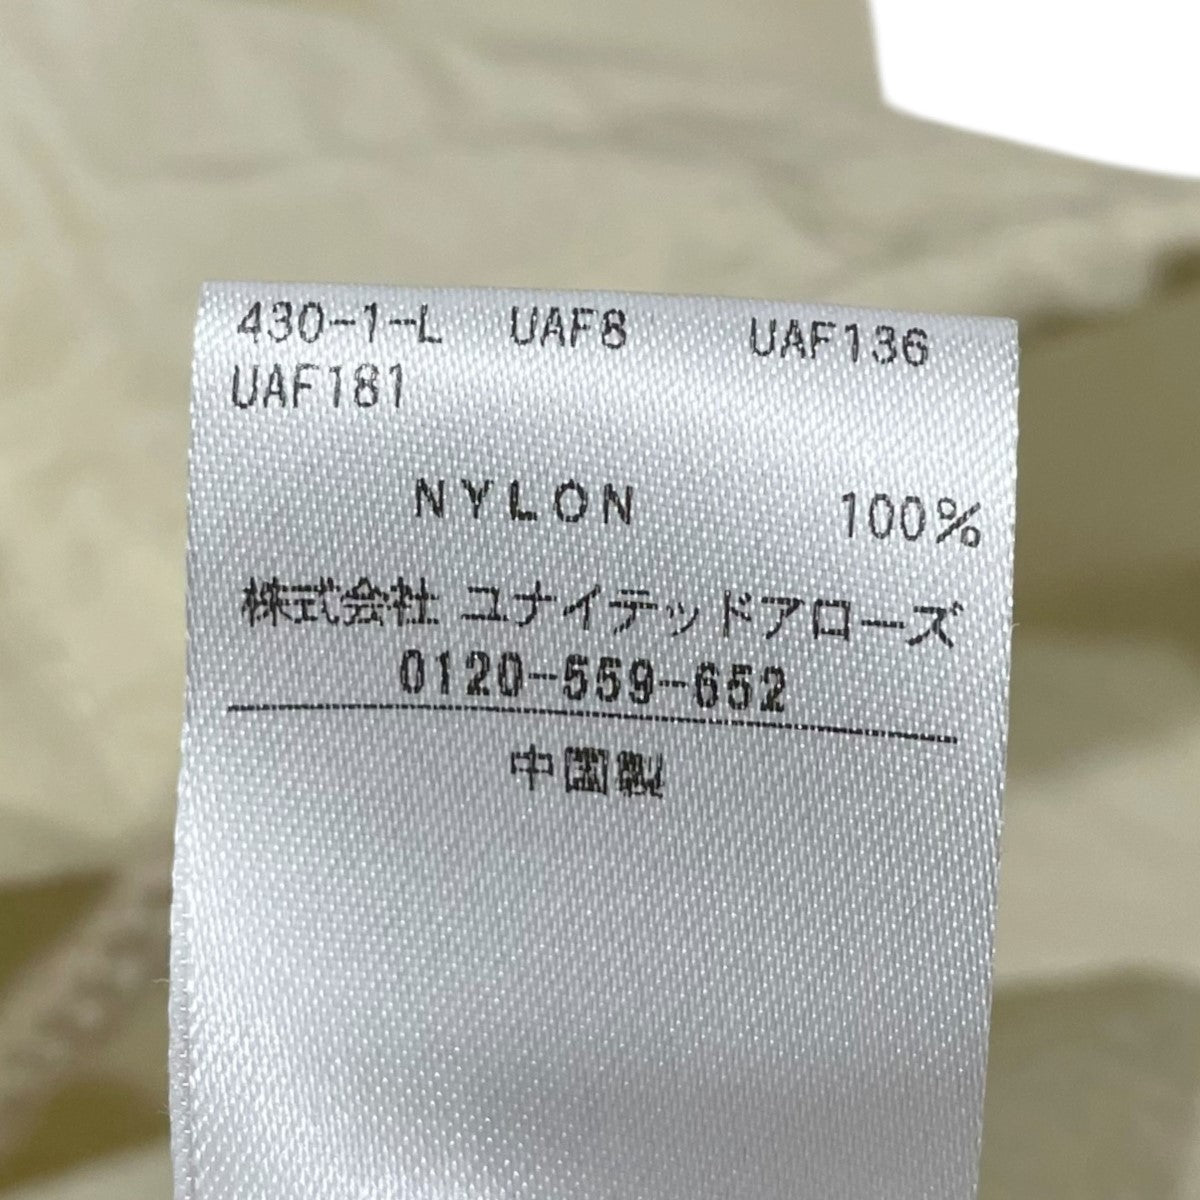 430-1-L UAF8 UAF136
UAF181
NYLON 100%
株式会社 ユナイテッドアローズ
0120-559-652
中国製